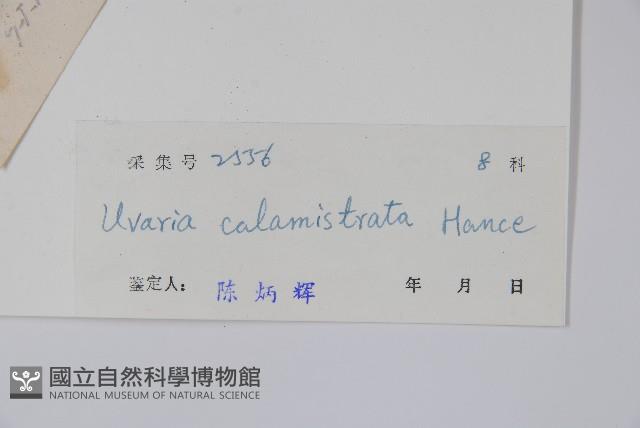 采集号 2556 8 科
Uvaria calamistrata Hance
鉴定人: 陈炳辉 年 月 日
國立自然科學博物館
NATIONAL MUSEUM OF NATURAL SCIENCE